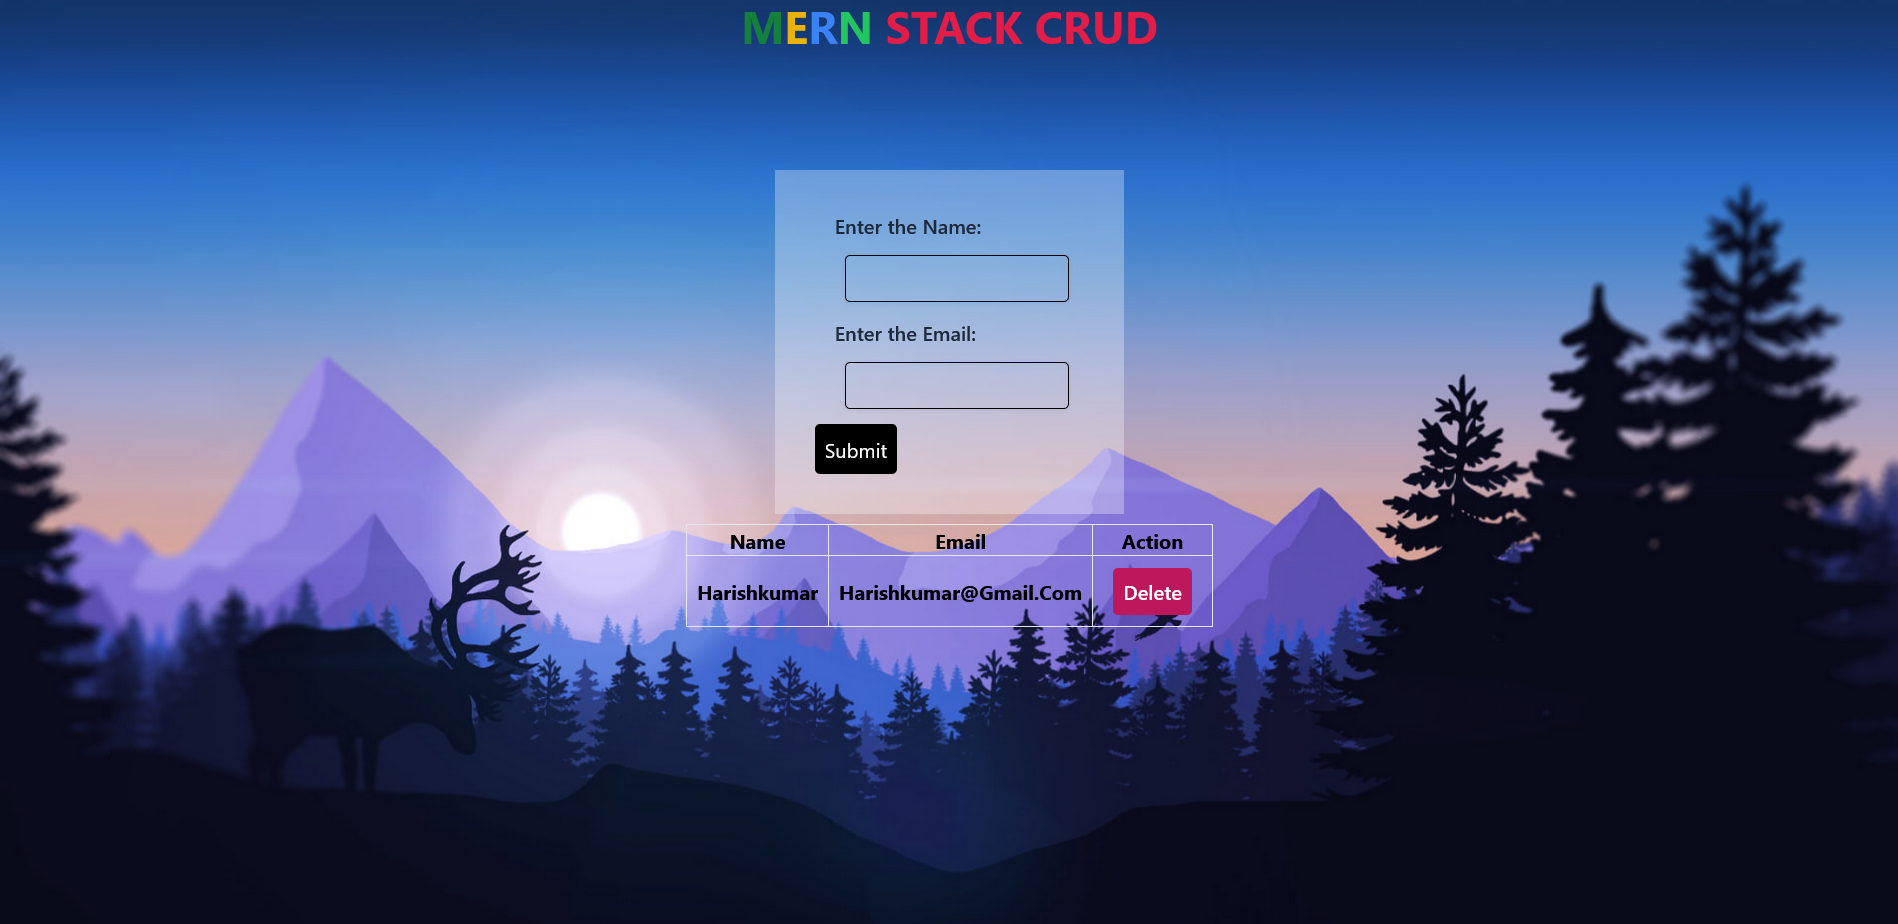 MERN STACK CRUD
Enter the Name:
Enter the Email:
Submit
Name Email Action
Harishkumar Harishkumar@Gmail.Com Delete